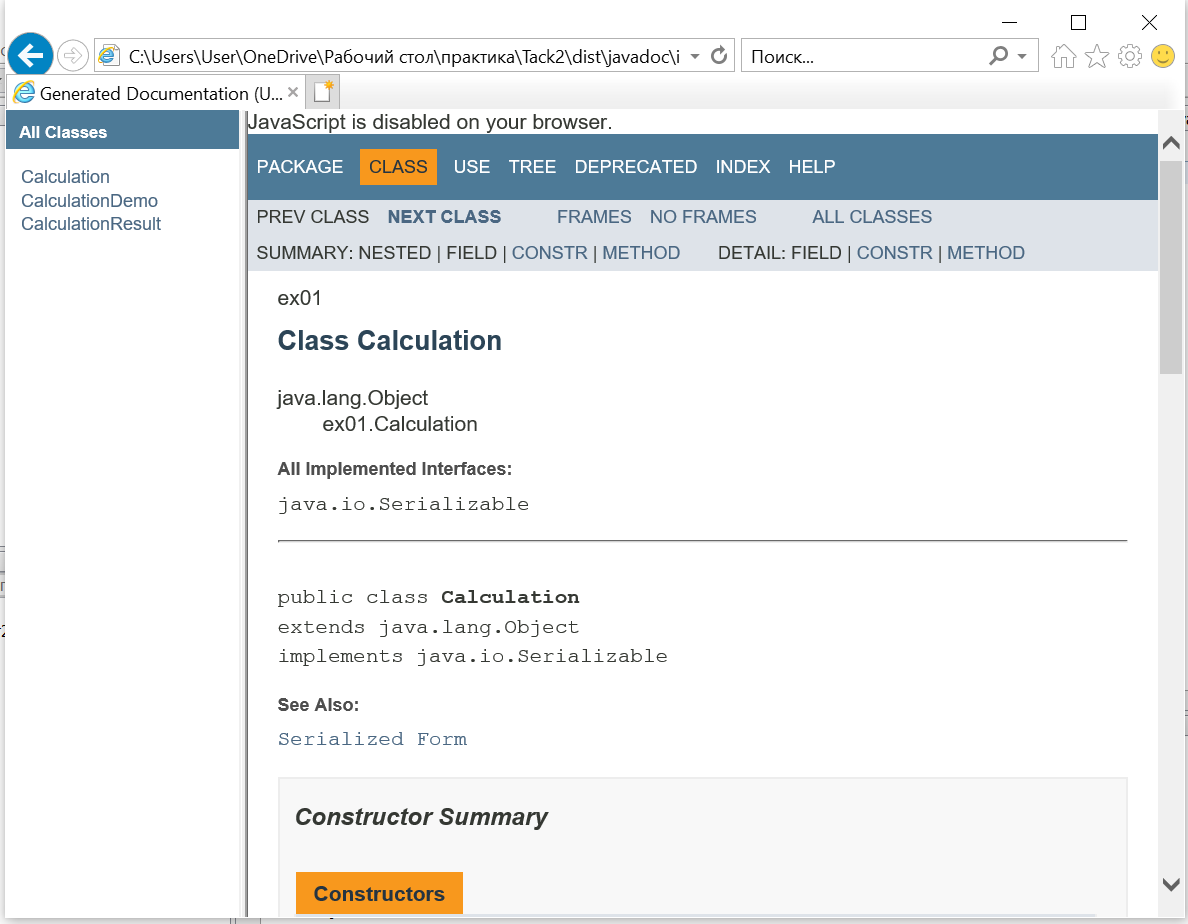 C:\Users\User\OneDrive\Рабочий стол\практика\Tack2\dist\javadoc\i
Поиск...
Generated Documentation (U...
All Classes
Calculation
CalculationDemo
CalculationResult
JavaScript is disabled on your browser.
PACKAGE CLASS USE TREE DEPRECATED INDEX HELP
PREV CLASS NEXT CLASS FRAMES NO FRAMES ALL CLASSES
SUMMARY: NESTED | FIELD | CONSTR | METHOD DETAIL: FIELD | CONSTR | METHOD
ex01
Class Calculation
java.lang.Object
ex01.Calculation
All Implemented Interfaces:
java.io.Serializable
public class Calculation
extends java.lang.Object
implements java.io.Serializable
See Also:
Serialized Form
Constructor Summary
Constructors